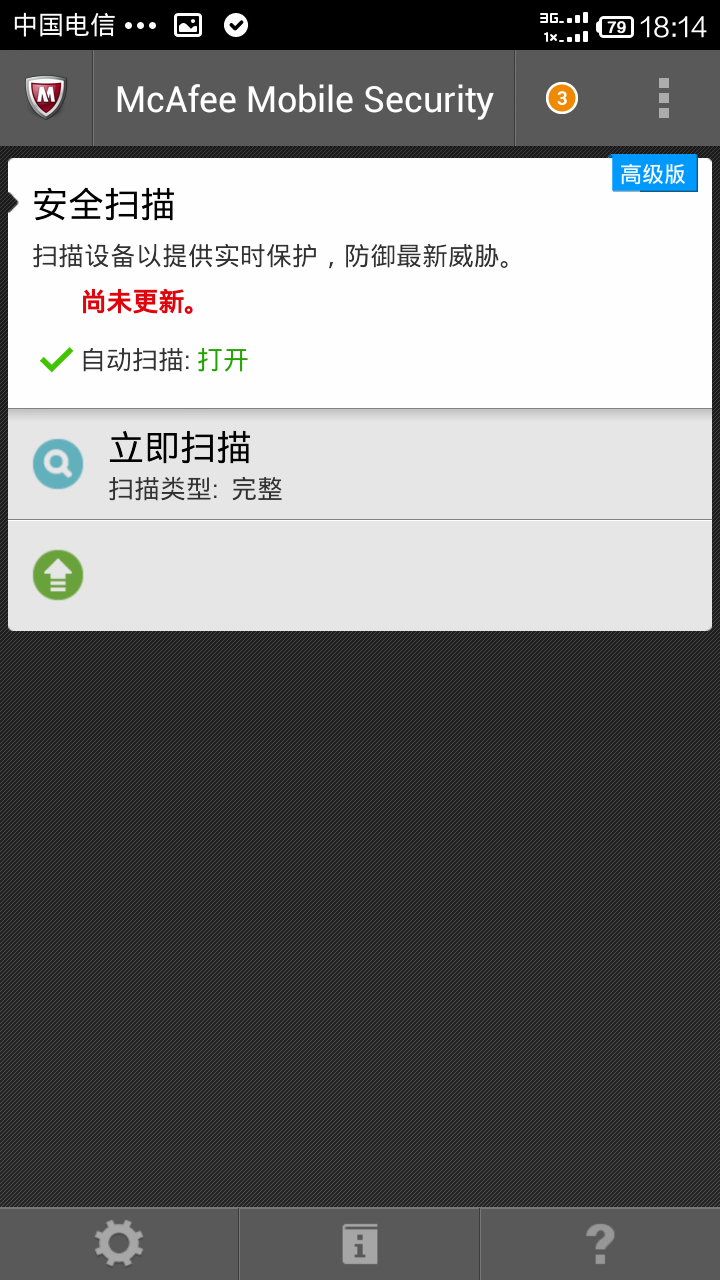 中国电信 ••• 3G 1× 79 18:14
McAfee Mobile Security 3
高级版
安全扫描
扫描设备以提供实时保护，防御最新威胁。
尚未更新。
自动扫描: 打开
立即扫描
扫描类型: 完整